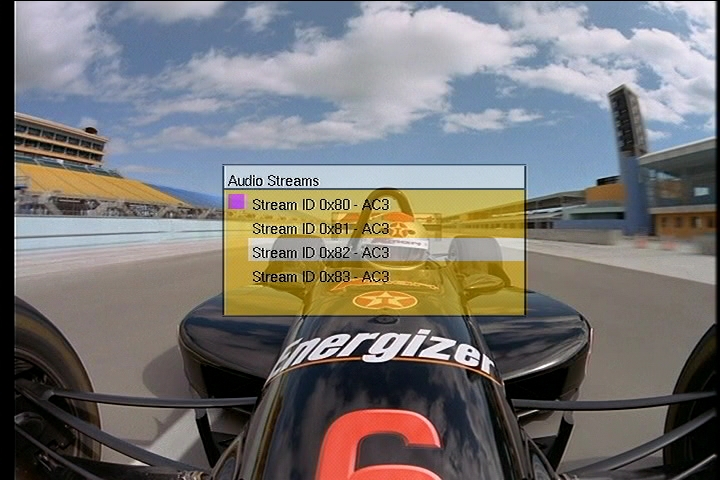 Audio Streams
Stream ID 0x80 - AC3
Stream ID 0x81 - AC3
Stream ID 0x82 - AC3
Stream ID 0x83 - AC3
Energizer
6